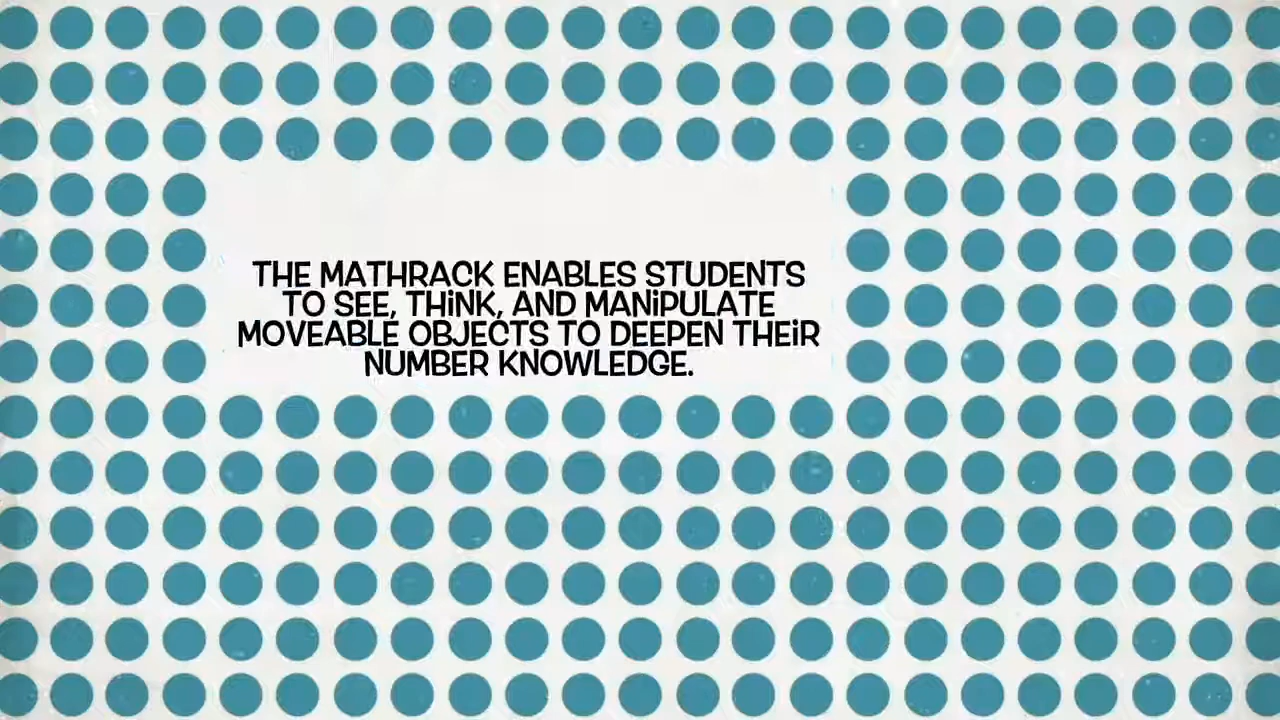 THE MATHRACK ENABLES STUDENTS
TO SEE, THiNK, AND MANiPULATE
MOVEABLE OBJECTS TO DEEPEN THEiR
NUMBER KNOWLEDGE.